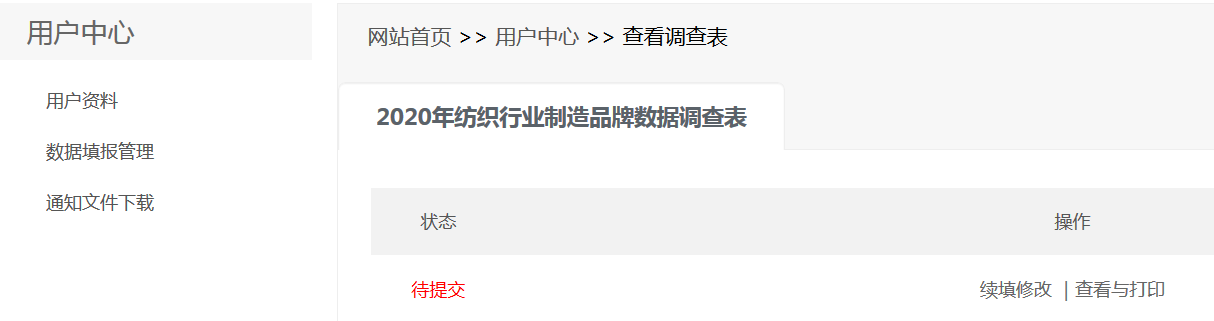 用户中心
用户资料
数据填报管理
通知文件下载
网站首页 >> 用户中心 >> 查看调查表
2020年纺织行业制造品牌数据调查表
状态 操作
待提交 续填修改 | 查看与打印